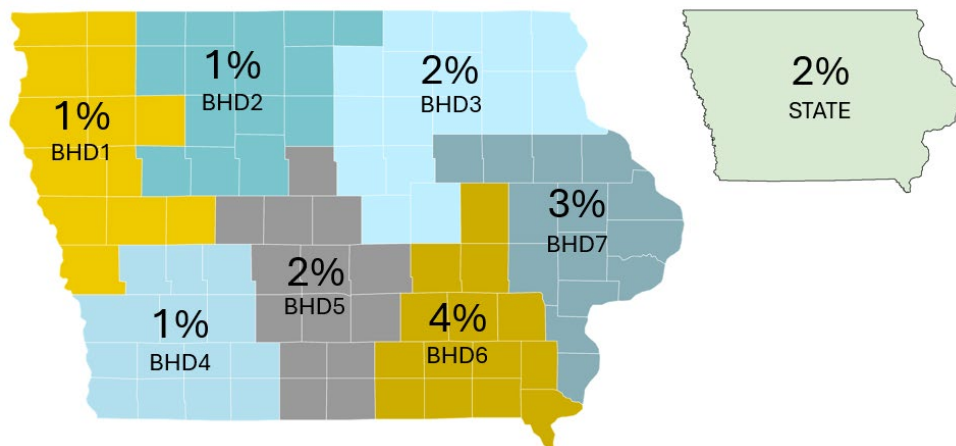 1%
BHD1
1%
BHD2
2%
BHD3
1%
BHD4
2%
BHD5
4%
BHD6
3%
BHD7
2%
STATE